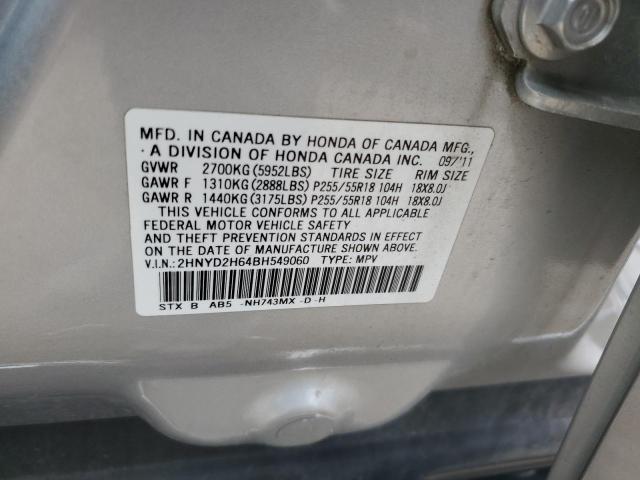 MFD. IN CANADA BY HONDA OF CANADA MFG.,
A DIVISION OF HONDA CANADA INC. 09/11
GVWR 2700KG(5952LBS) TIRE SIZE RIM SIZE
GAWR F 1310KG(2888LBS) P255/55R18 104H 18X8.0J
GAWR R 1440KG(3175LBS) P255/55R18 104H 18X8.0J
THIS VEHICLE CONFORMS TO ALL APPLICABLE
FEDERAL MOTOR VEHICLE SAFETY
AND THEFT PREVENTION STANDARDS IN EFFECT
ON THE DATE OF MANUFACTURE SHOWN ABOVE.
V.I.N.:2HNYD2H64BH549060 TYPE: MPV
STX B AB5 -NH743MX -D -H